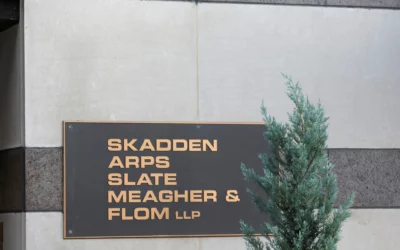 SKADDEN
ARPS
SLATE
MEAGHER &
FLOM LLP